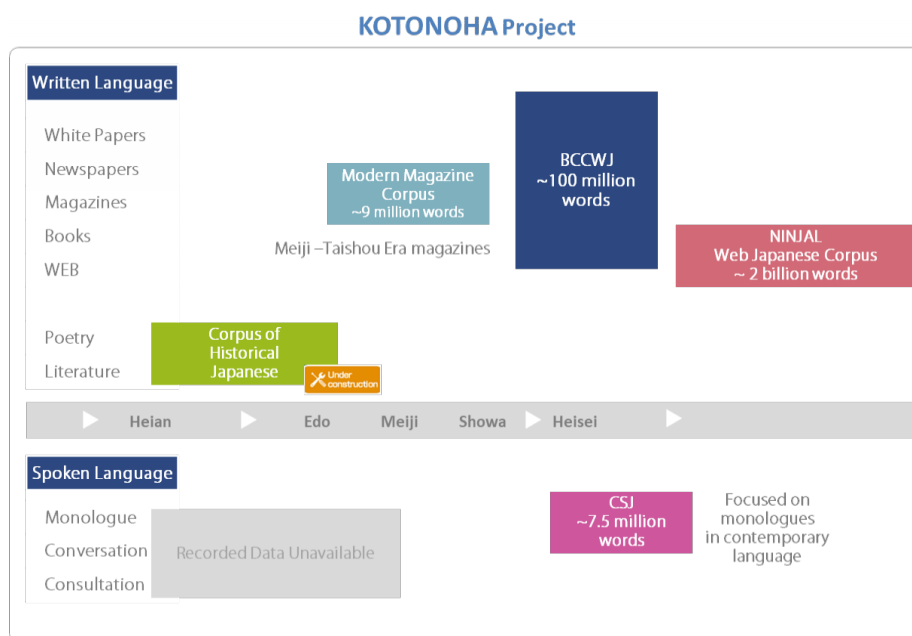 KOTONOHA Project
Written Language
White Papers
Newspapers
Magazines
Books
WEB
Poetry
Literature
Modern Magazine
Corpus
~9 million words
Meiji –Taishou Era magazines
BCCWJ
~100 million
words
NINJAL
Web Japanese Corpus
~ 2 billion words
Corpus of
Historical
Japanese
Under
construction
Heian
Edo
Meiji
Showa
Heisei
Spoken Language
Monologue
Conversation
Consultation
Recorded Data Unavailable
CSJ
~7.5 million
words
Focused on
monologues
in contemporary
language